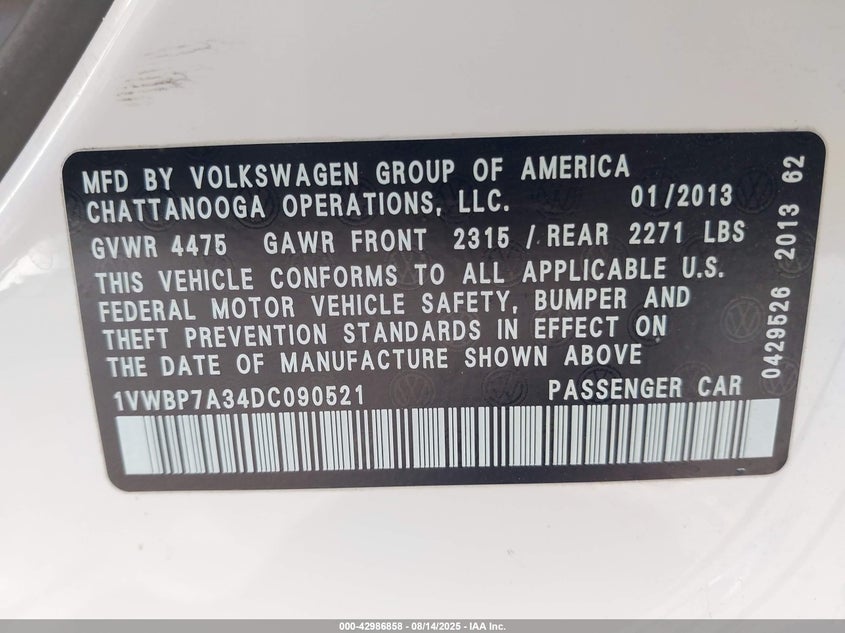 MFD BY VOLKSWAGEN GROUP OF AMERICA
CHATTANOOGA OPERATIONS, LLC. 01/2013
GVWR 4475 GAWR FRONT 2315 / REAR 2271 LBS
THIS VEHICLE CONFORMS TO ALL APPLICABLE U.S.
FEDERAL MOTOR VEHICLE SAFETY, BUMPER AND
THEFT PREVENTION STANDARDS IN EFFECT ON
THE DATE OF MANUFACTURE SHOWN ABOVE
1VWBP7A34DC090521 PASSENGER CAR
0429526 2013 62
000-42986858 - 08/14/2025 - IAA Inc.